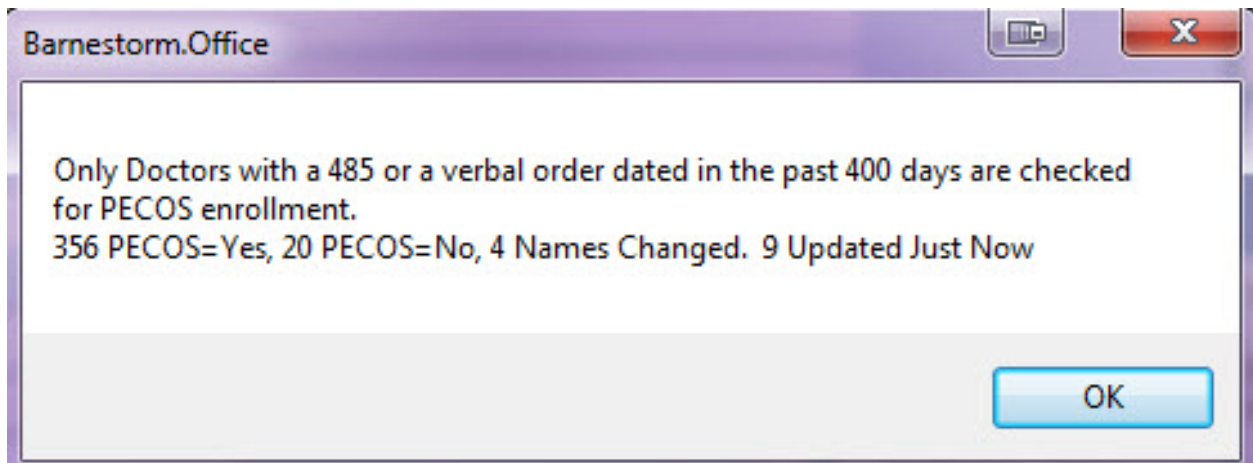 Barnestorm.Office
Only Doctors with a 485 or a verbal order dated in the past 400 days are checked
for PECOS enrollment.
356 PECOS=Yes, 20 PECOS=No, 4 Names Changed.  9 Updated Just Now
OK